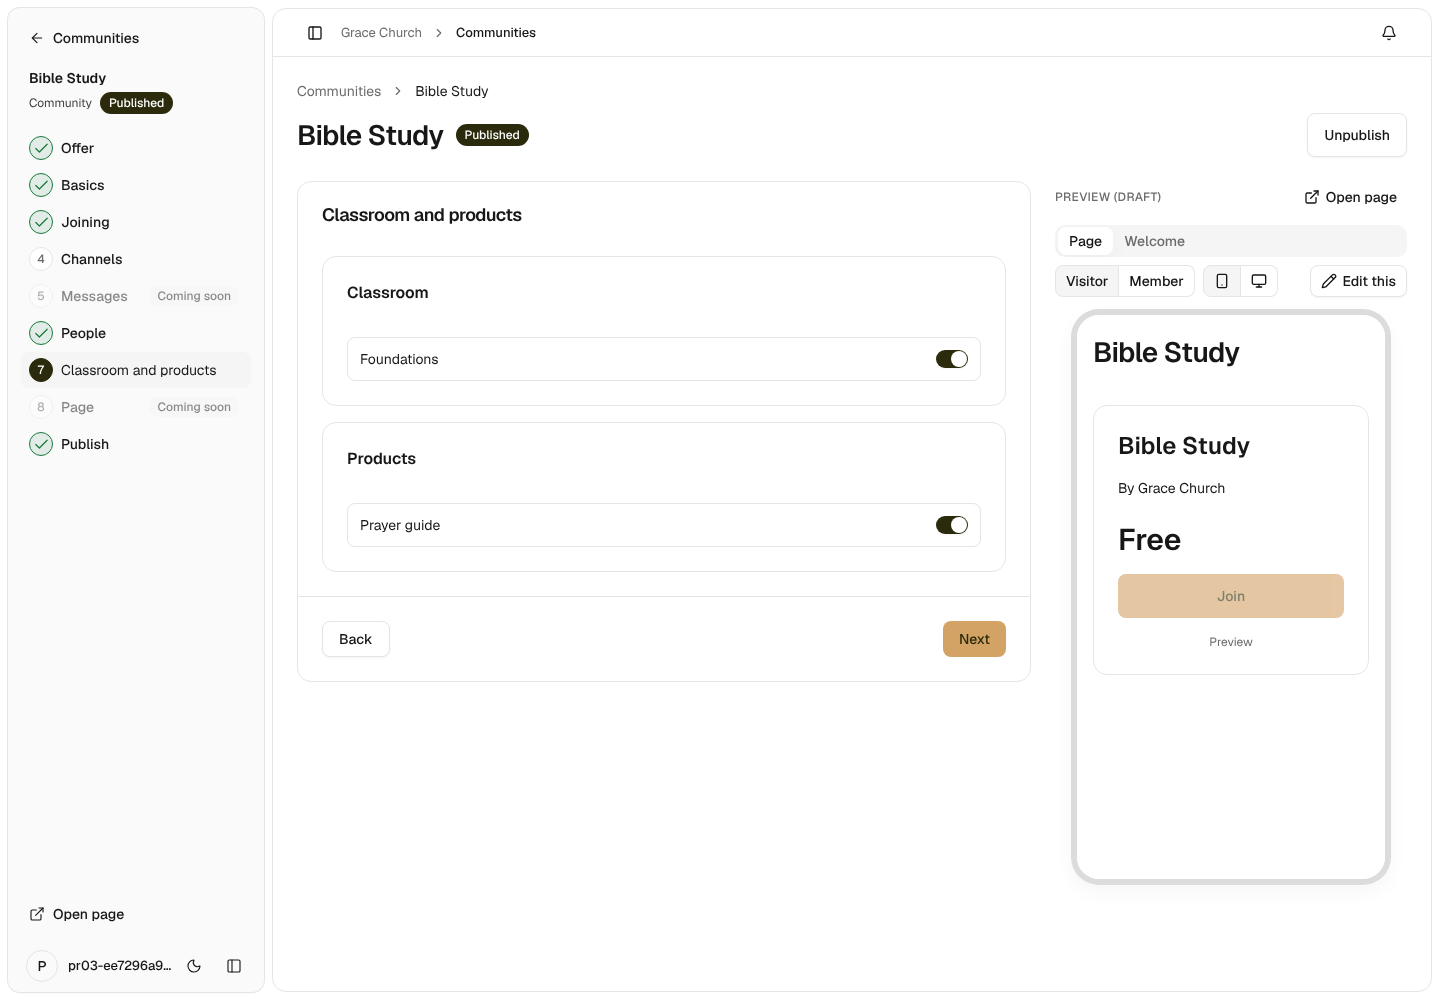 Communities
Bible Study
Community Published
Offer
Basics
Joining
4 Channels
5 Messages Coming soon
People
7 Classroom and products
8 Page Coming soon
Publish
Open page
P pr03-ee7296a9...
Grace Church Communities
Communities Bible Study
Bible Study Published
Unpublish
Classroom and products
Classroom
Foundations
Products
Prayer guide
Back Next
PREVIEW (DRAFT) Open page
Page Welcome
Visitor Member Edit this
Bible Study
Bible Study
By Grace Church
Free
Join
Preview